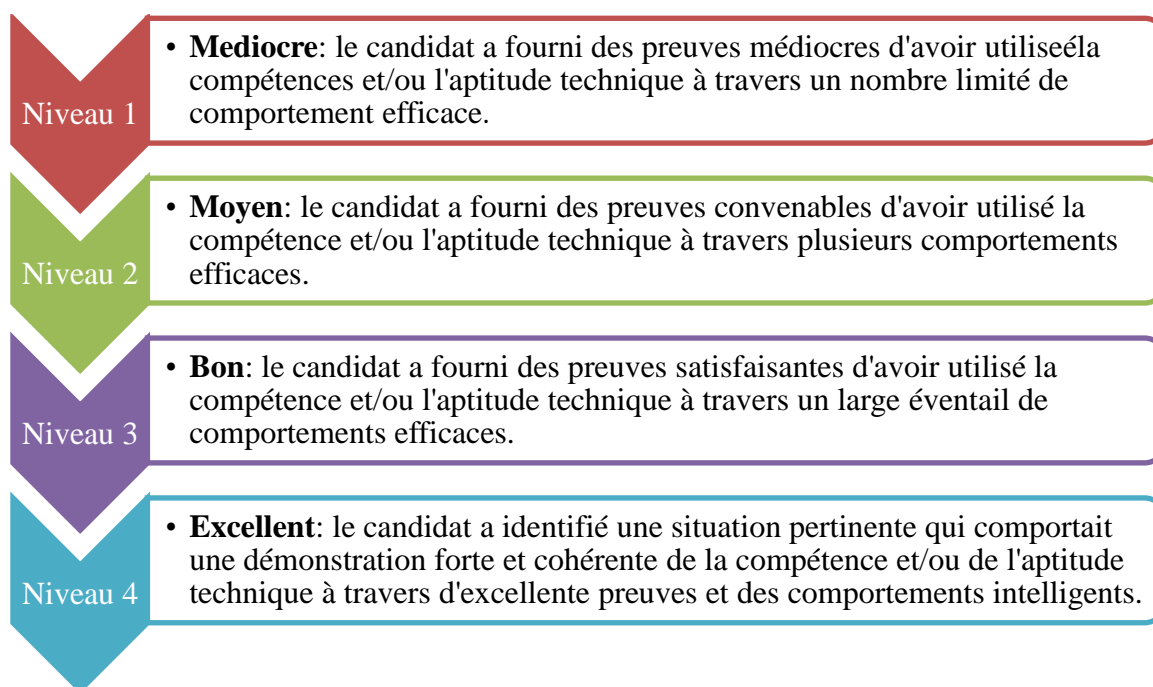 Niveau 1
• Mediocre: le candidat a fourni des preuves médiocres d'avoir utiliseéla
compétences et/ou l'aptitude technique à travers un nombre limité de
comportement efficace.
Niveau 2
• Moyen: le candidat a fourni des preuves convenables d'avoir utilisé la
compétence et/ou l'aptitude technique à travers plusieurs comportements
efficaces.
Niveau 3
• Bon: le candidat a fourni des preuves satisfaisantes d'avoir utilisé la
compétence et/ou l'aptitude technique à travers un large éventail de
comportements efficaces.
Niveau 4
• Excellent: le candidat a identifié une situation pertinente qui comportait
une démonstration forte et cohérente de la compétence et/ou de l'aptitude
technique à travers d'excellente preuves et des comportements intelligents.